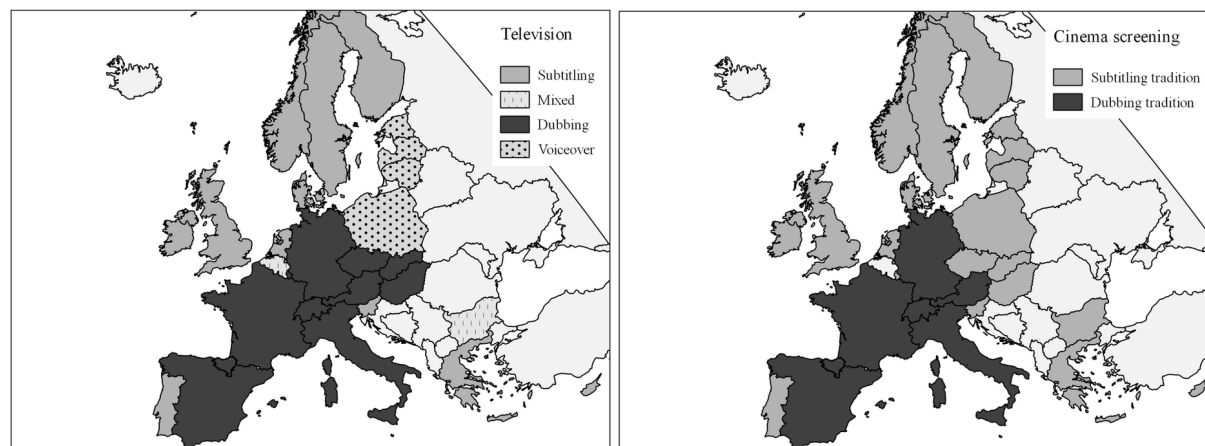 Television
Subtitling
Mixed
Dubbing
Voiceover
Cinema screening
Subtitling tradition
Dubbing tradition